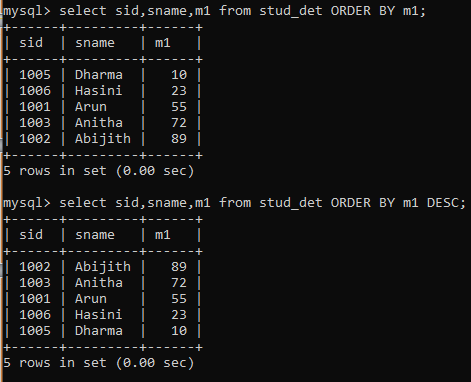 mysql> select sid,sname,m1 from stud_det ORDER BY m1;
+------+----------+------+
| sid  | sname    | m1   |
+------+----------+------+
| 1005 | Dharma   |   10 |
| 1006 | Hasini   |   23 |
| 1001 | Arun     |   55 |
| 1003 | Anitha   |   72 |
| 1002 | Abijith  |   89 |
+------+----------+------+
5 rows in set (0.00 sec)
mysql> select sid,sname,m1 from stud_det ORDER BY m1 DESC;
+------+----------+------+
| sid  | sname    | m1   |
+------+----------+------+
| 1002 | Abijith  |   89 |
| 1003 | Anitha   |   72 |
| 1001 | Arun     |   55 |
| 1006 | Hasini   |   23 |
| 1005 | Dharma   |   10 |
+------+----------+------+
5 rows in set (0.00 sec)